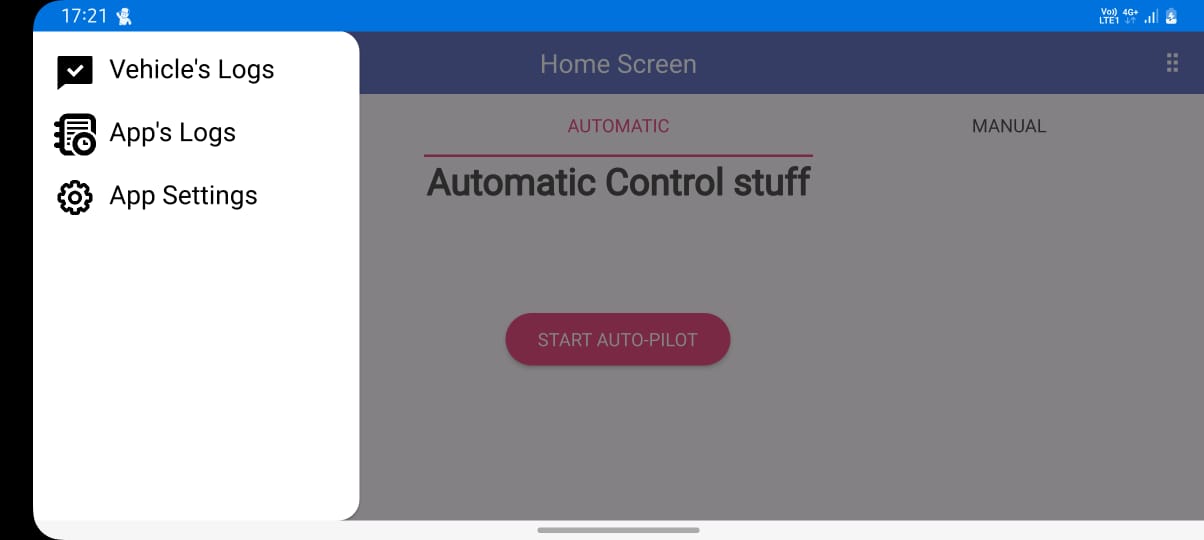 17:21
Vo)) 4G+
LTE1
Vehicle's Logs
App's Logs
App Settings
Home Screen
AUTOMATIC
MANUAL
Automatic Control stuff
START AUTO-PILOT